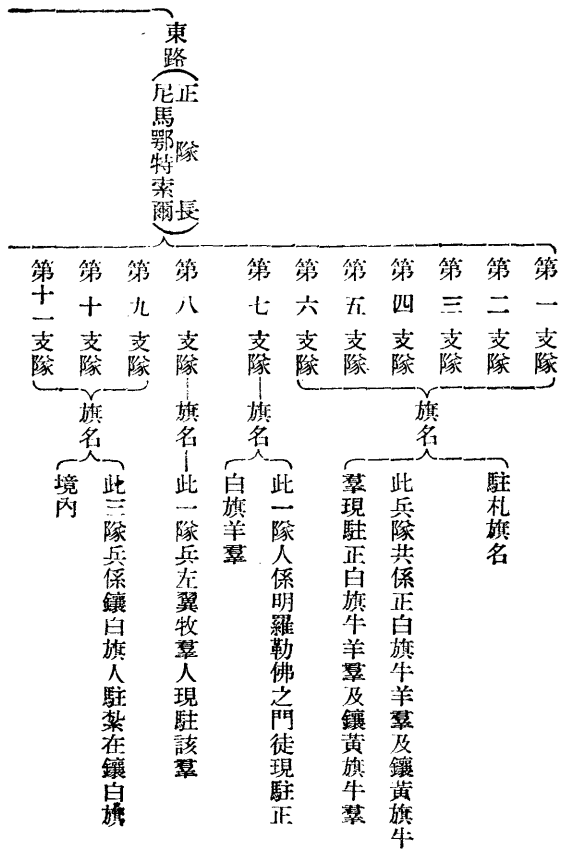 東路（正隊長
尼馬鄂特索爾）
第一支隊
第二支隊
第三支隊
第四支隊
第五支隊
第六支隊
旗名
駐札旗名
此兵隊共係正白旗牛羊羣及鑲黃旗牛
羣現駐正白旗牛羊羣及鑲黃旗牛羣
第七支隊
旗名
此一隊人係明羅勒佛之門徒現駐正
白旗羊羣
第八支隊
旗名
此一隊兵左翼牧羣人現駐該羣
第九支隊
第十支隊
第十一支隊
旗名
此三隊兵係鑲白旗人駐紮在鑲白旗
境內